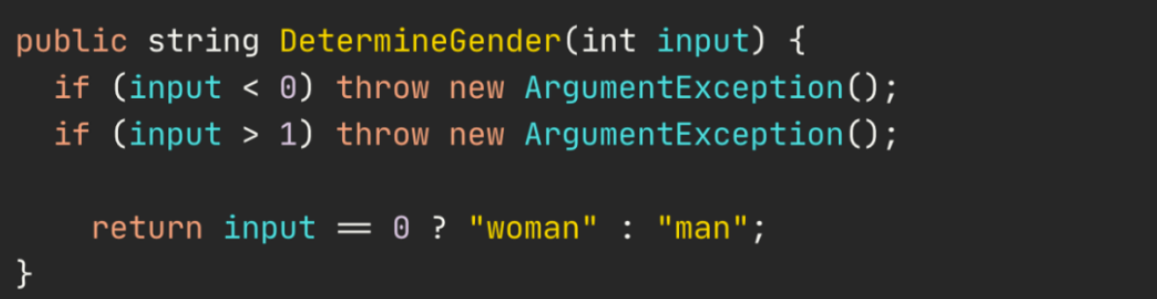 public string DetermineGender(int input) {
if (input < 0) throw new ArgumentException();
if (input > 1) throw new ArgumentException();
return input == 0 ? "woman" : "man";
}